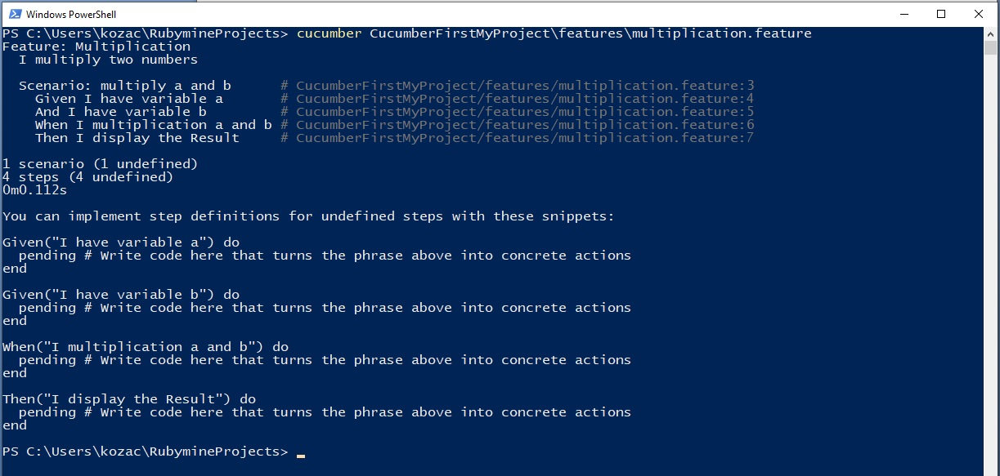 Windows PowerShell
PS C:\Users\kozac\RubymineProjects> cucumber CucumberFirstMyProject\features\multiplication.feature
Feature: Multiplication
  I multiply two numbers

  Scenario: multiply a and b      # CucumberFirstMyProject/features/multiplication.feature:3
    Given I have variable a       # CucumberFirstMyProject/features/multiplication.feature:4
    And I have variable b         # CucumberFirstMyProject/features/multiplication.feature:5
    When I multiplication a and b # CucumberFirstMyProject/features/multiplication.feature:6
    Then I display the Result     # CucumberFirstMyProject/features/multiplication.feature:7

1 scenario (1 undefined)
4 steps (4 undefined)
0m0.112s

You can implement step definitions for undefined steps with these snippets:

Given("I have variable a") do
  pending # Write code here that turns the phrase above into concrete actions
end

Given("I have variable b") do
  pending # Write code here that turns the phrase above into concrete actions
end

When("I multiplication a and b") do
  pending # Write code here that turns the phrase above into concrete actions
end

Then("I display the Result") do
  pending # Write code here that turns the phrase above into concrete actions
end

PS C:\Users\kozac\RubymineProjects>